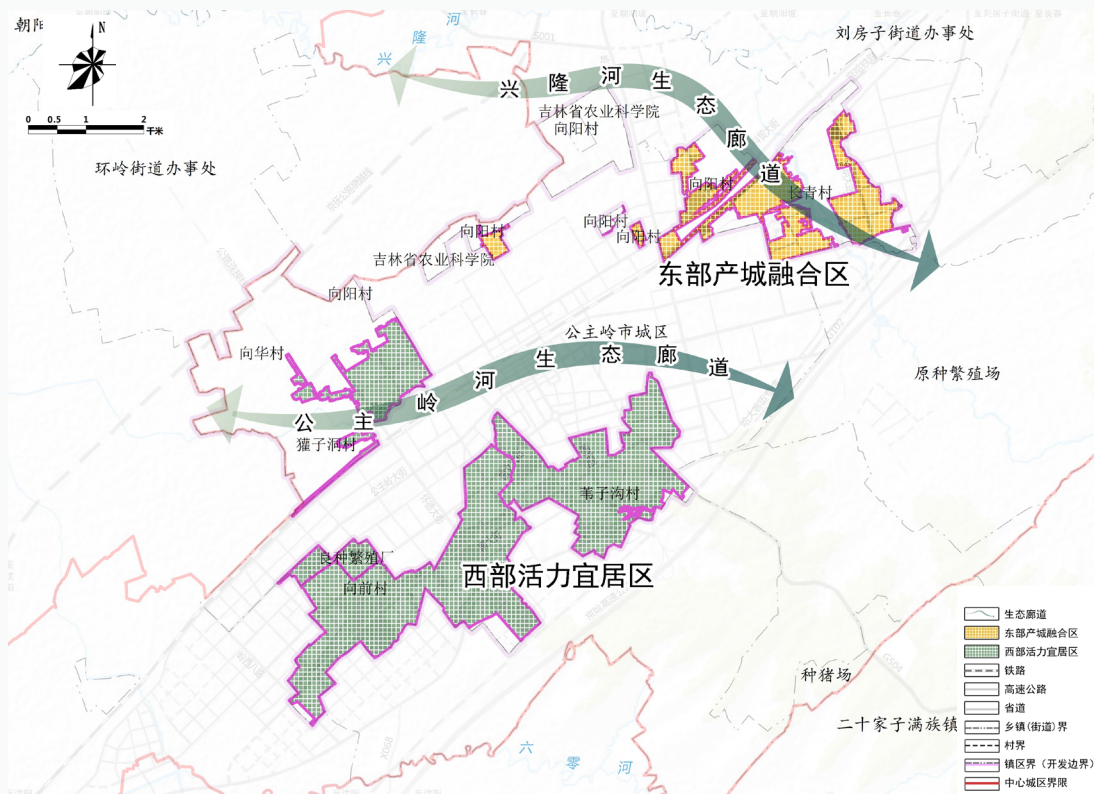 朝阳
N
0 0.5 1 2
千米
兴隆河
S001
刘房子街道办事处
兴隆河生态廊道
吉林省农业科学院
向阳村
环岭街道办事处
向阳村
长青村
向阳村
向阳村
向阳村
吉林省农业科学院
东部产城融合区
向阳村
公主岭市城区
向华村
公主岭河生态廊道
原种繁殖场
獾子洞村
公主岭大街
苇子沟村
良种繁殖厂
向前村
西部活力宜居区
种猪场
G504
二十家子满族镇
X068
六零河
生态廊道
东部产城融合区
西部活力宜居区
铁路
高速公路
省道
乡镇(街道)界
村界
镇区界（开发边界）
中心城区界限